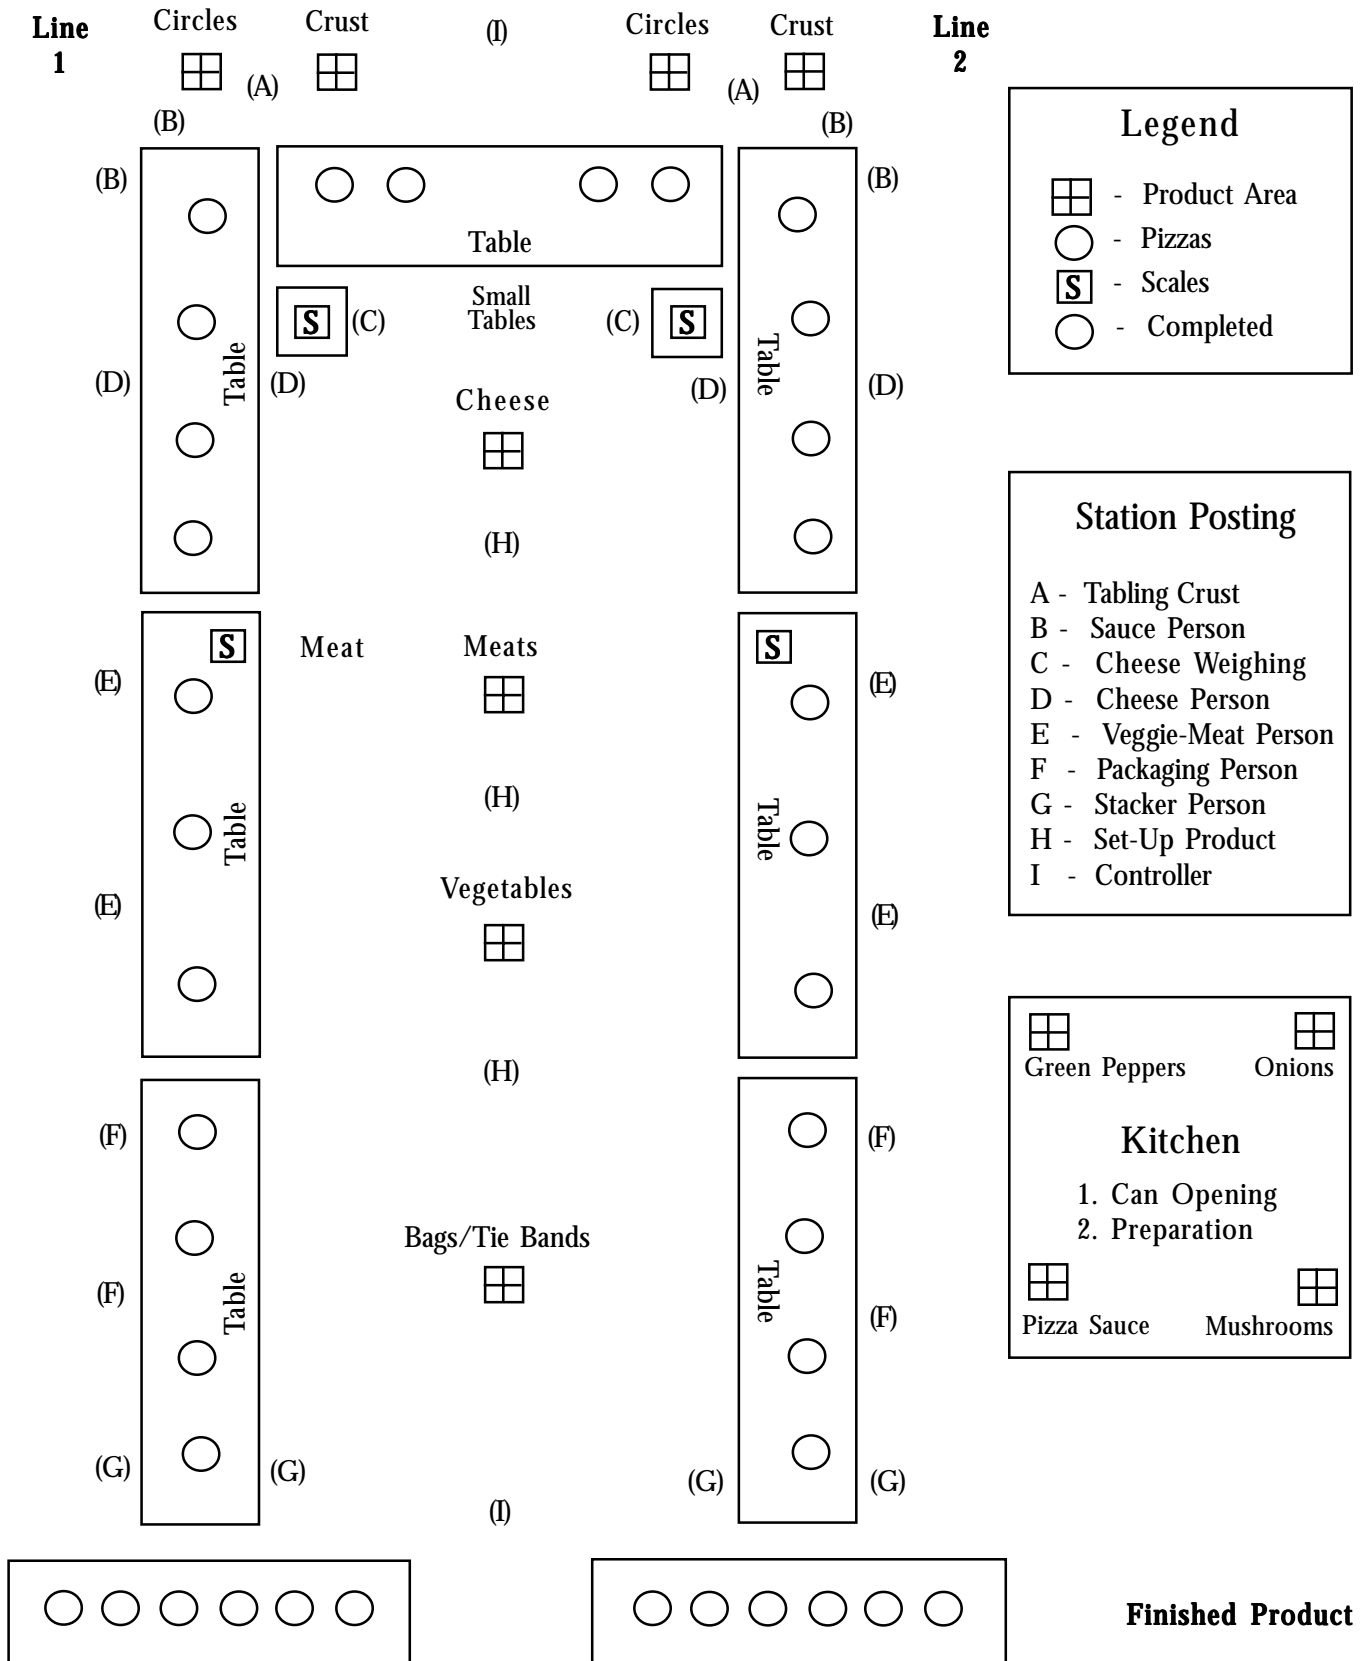 Line 1
Circles
Crust
(I)
Circles
Crust
Line 2
(A)
(A)
(B)
(B)
(B)
(B)
Table
Small
Tables
S
(C)
(C)
S
Table
Table
(D)
(D)
(D)
(D)
Cheese
(H)
S
Meat
Meats
S
(E)
(E)
(H)
Table
Table
Vegetables
(E)
(E)
(H)
(F)
(F)
Bags/Tie Bands
Table
Table
(F)
(F)
(G)
(G)
(G)
(G)
(I)
Finished Product
Legend
- Product Area
- Pizzas
S - Scales
- Completed
Station Posting
A - Tabling Crust
B - Sauce Person
C - Cheese Weighing
D - Cheese Person
E - Veggie-Meat Person
F - Packaging Person
G - Stacker Person
H - Set-Up Product
I - Controller
Green Peppers
Onions
Kitchen
1. Can Opening
2. Preparation
Pizza Sauce
Mushrooms